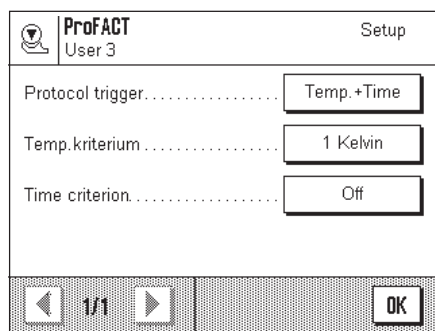 ProFACT Setup
User 3
Protocol trigger................. Temp.+Time
Temp.kriterium.................. 1 Kelvin
Time criterion................... Off
1/1 OK